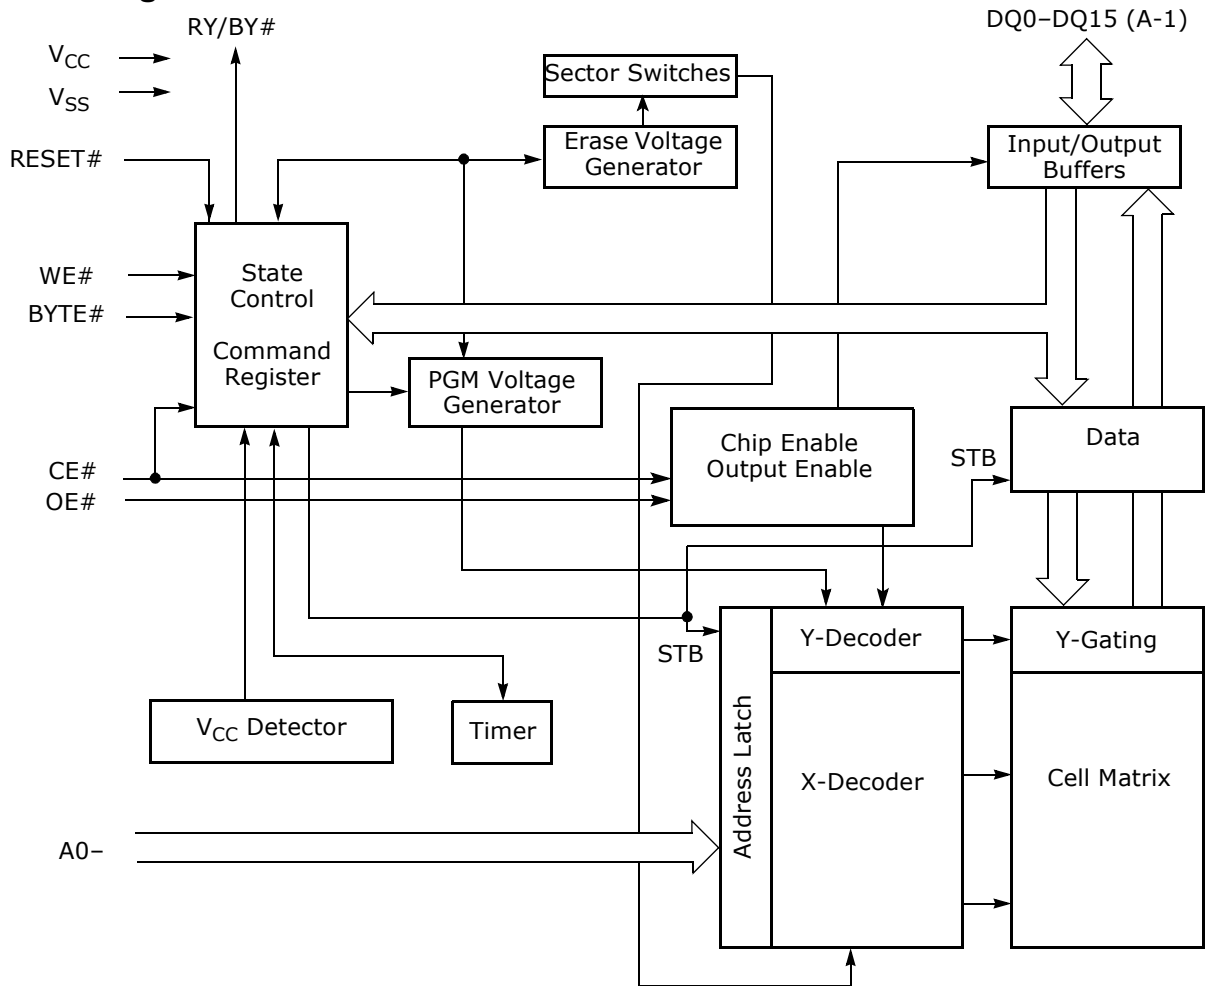 RY/BY#
DQ0–DQ15 (A-1)
VCC
VSS
RESET#
Sector Switches
Erase Voltage
Generator
Input/Output
Buffers
WE#
BYTE#
State
Control
Command
Register
PGM Voltage
Generator
Chip Enable
Output Enable
Data
STB
CE#
OE#
STB
Y-Decoder
Y-Gating
VCC Detector
Timer
Address Latch
X-Decoder
Cell Matrix
A0–